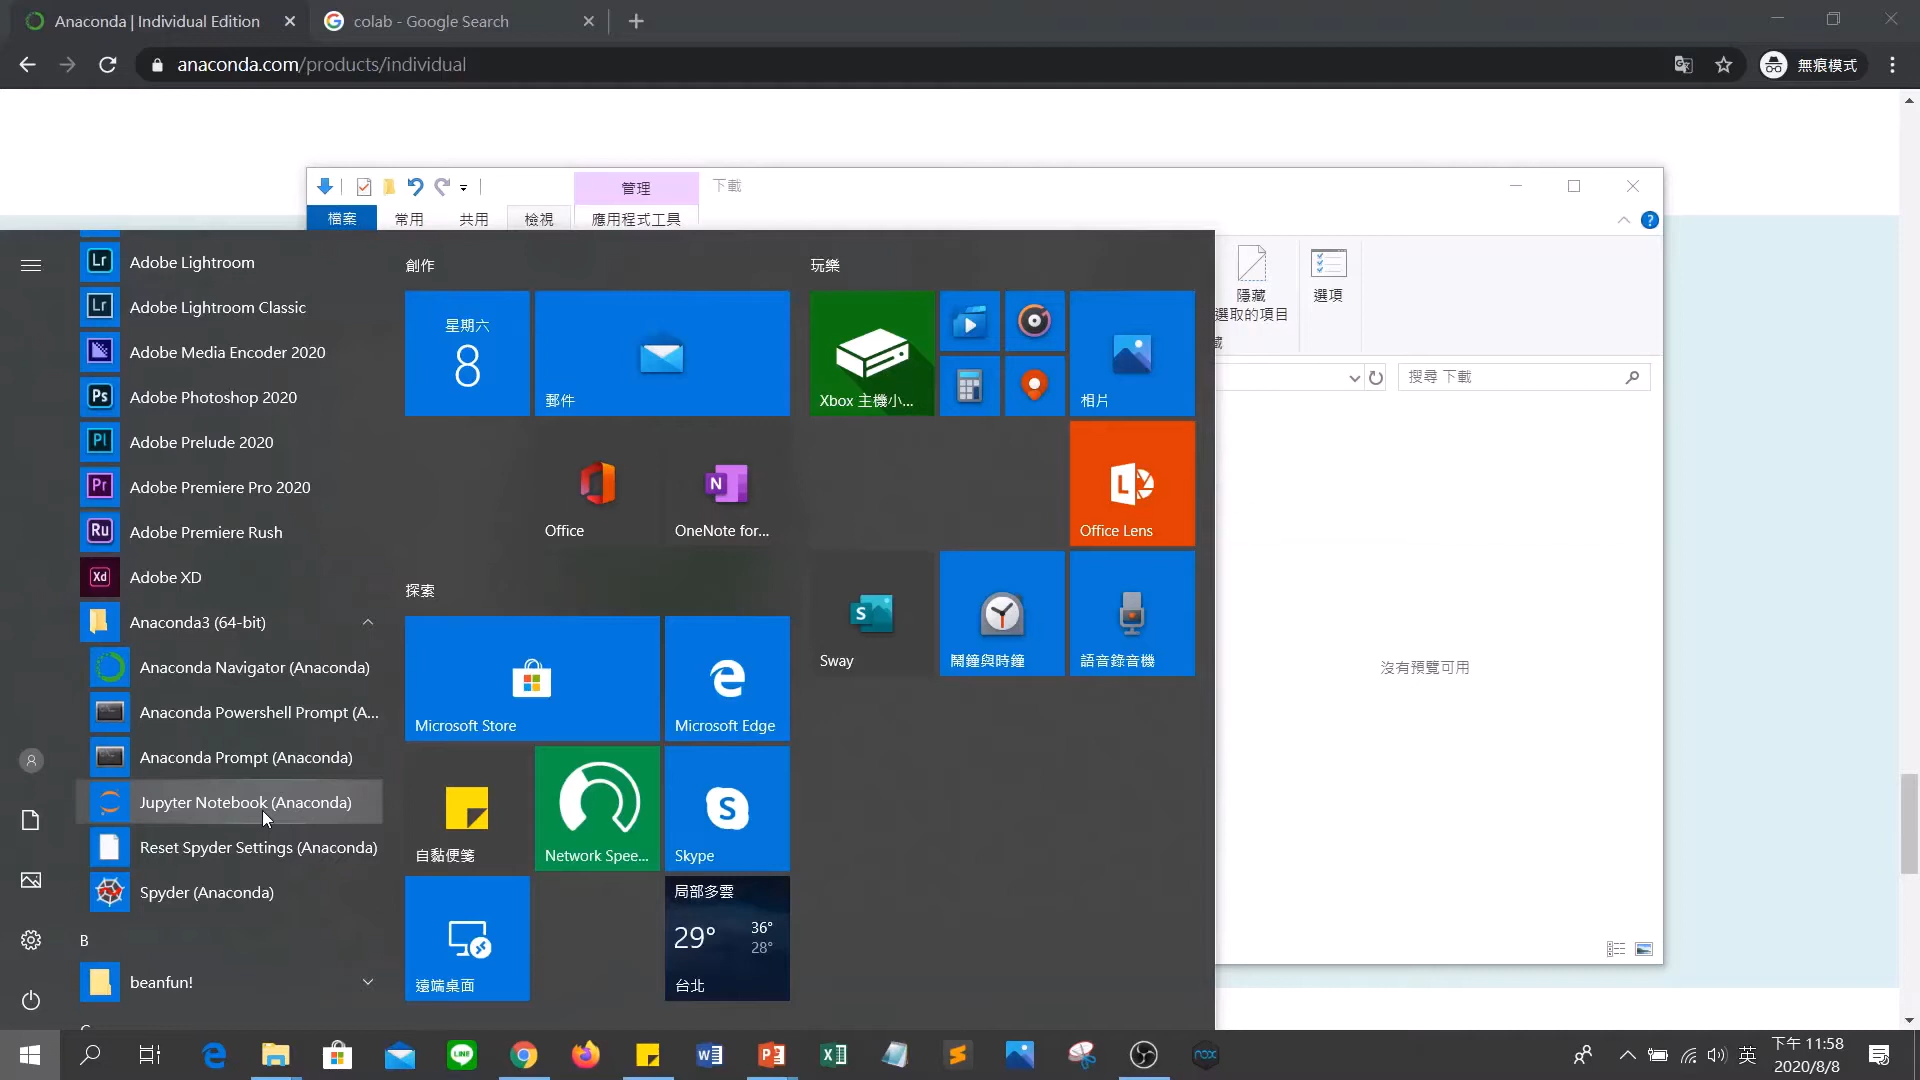 Anaconda | Individual Edition
colab - Google Search
anaconda.com/products/individual
無痕模式
管理
下載
檔案
常用
共用
檢視
應用程式工具
隱藏
選取的項目
選項
搜尋 下載
沒有預覽可用
Adobe Lightroom
Adobe Lightroom Classic
Adobe Media Encoder 2020
Adobe Photoshop 2020
Adobe Prelude 2020
Adobe Premiere Pro 2020
Adobe Premiere Rush
Adobe XD
Anaconda3 (64-bit)
Anaconda Navigator (Anaconda)
Anaconda Powershell Prompt (A...
Anaconda Prompt (Anaconda)
Jupyter Notebook (Anaconda)
Reset Spyder Settings (Anaconda)
Spyder (Anaconda)
B
beanfun!
創作
星期六
8
郵件
Office
OneNote for...
探索
Microsoft Store
Microsoft Edge
自黏便箋
Network Spee...
Skype
遠端桌面
局部多雲
29°
36°
28°
台北
玩樂
Xbox 主機小...
相片
Office Lens
Sway
鬧鐘與時鐘
語音錄音機
英
下午 11:58
2020/8/8